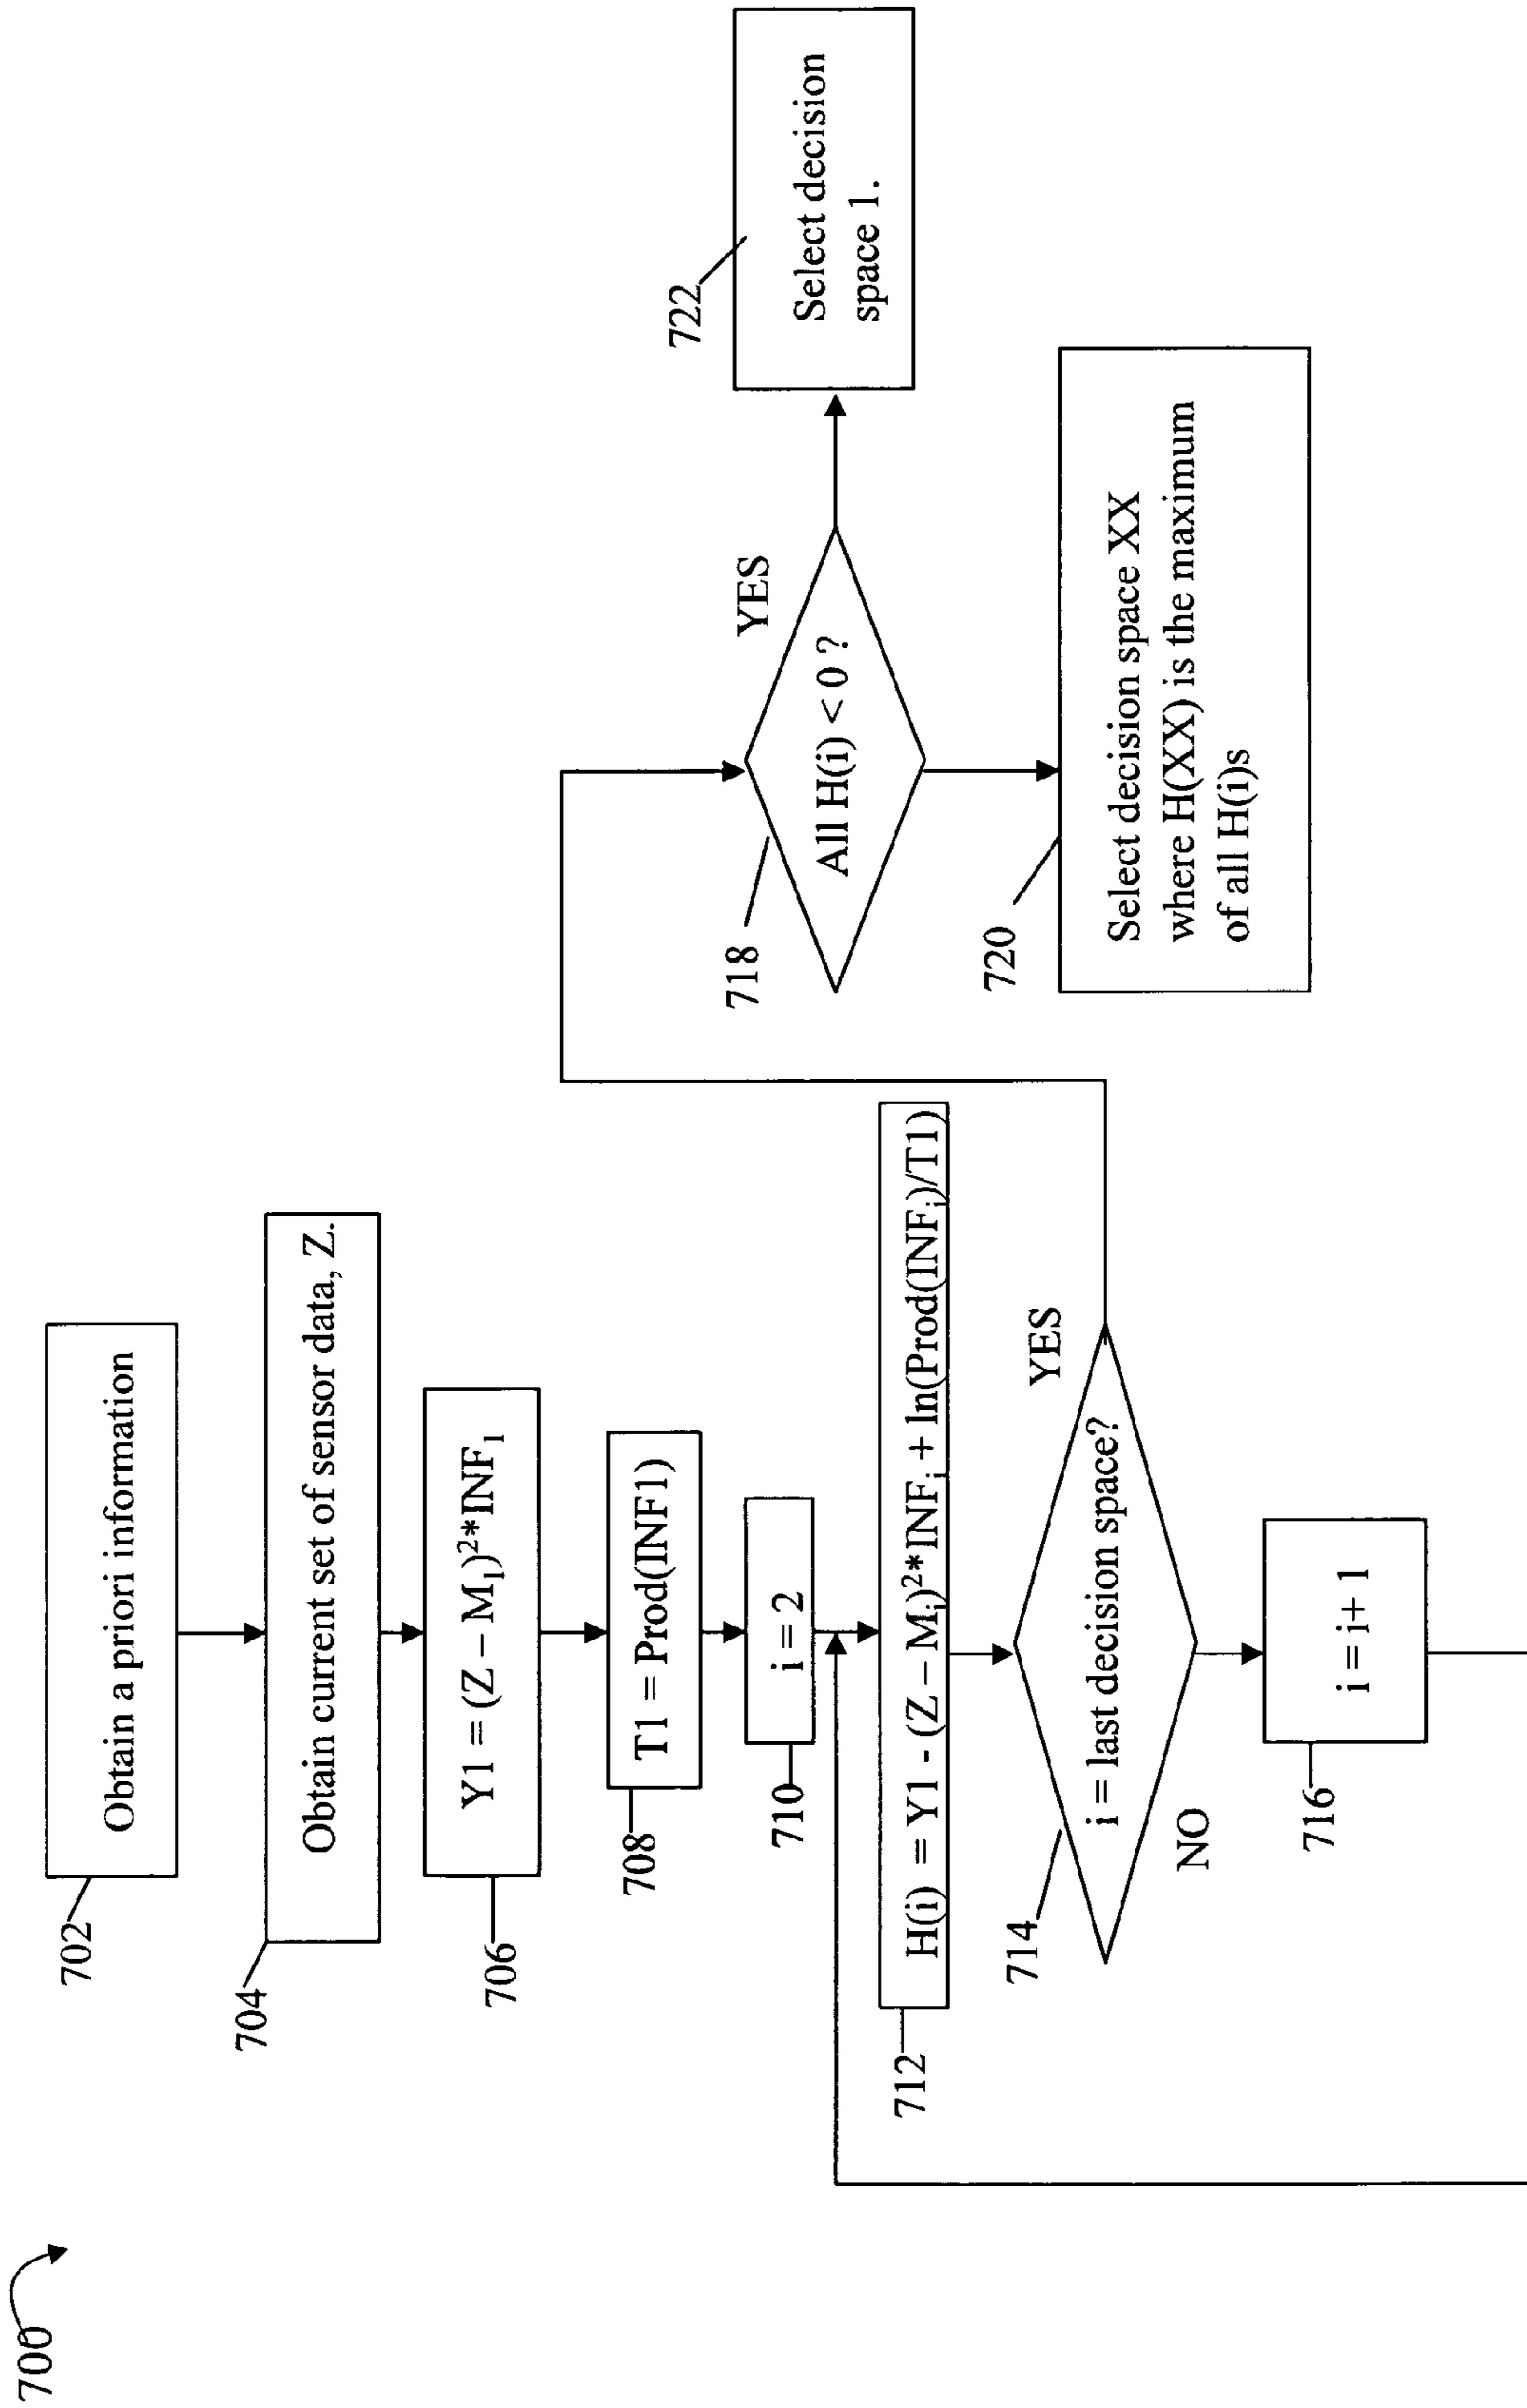 700
702
Obtain a priori information
704
Obtain current set of sensor data, Z.
706
Y1 = (Z – M₁)²*INF₁
708
T1 = Prod(INF1)
710
i = 2
712
H(i) = Y1 - (Z – Mᵢ)²*INFᵢ + ln(Prod(INFᵢ)/T1)
714
i = last decision space?
YES
NO
716
i = i+1
718
All H(i) < 0 ?
YES
720
Select decision space XX
where H(XX) is the maximum
of all H(i)s
722
Select decision
space 1.